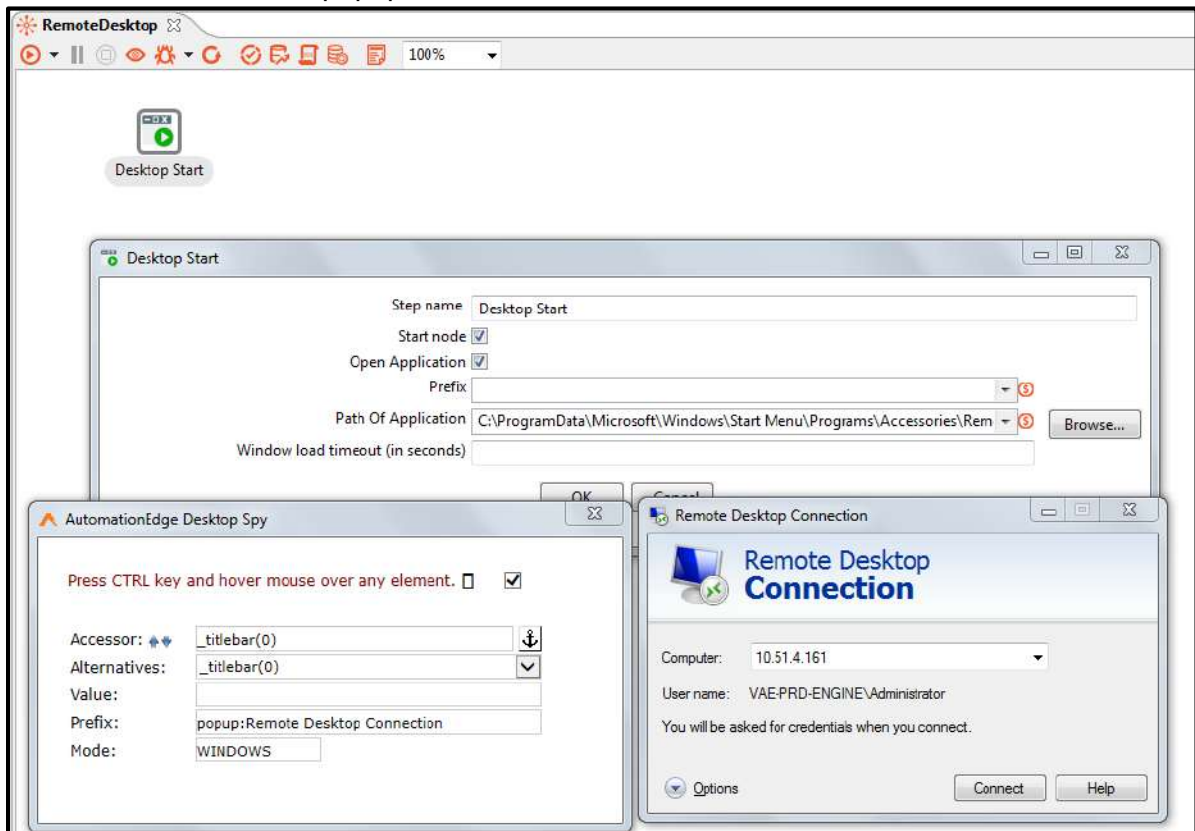 RemoteDesktop
100%
Desktop Start
Desktop Start
Step name Desktop Start
Start node
Open Application
Prefix
Path Of Application C:\ProgramData\Microsoft\Windows\Start Menu\Programs\Accessories\Rem Browse...
Window load timeout (in seconds)
OK Cancel
AutomationEdge Desktop Spy
Press CTRL key and hover mouse over any element.
Accessor: _titlebar(0)
Alternatives: _titlebar(0)
Value:
Prefix: popup:Remote Desktop Connection
Mode: WINDOWS
Remote Desktop Connection
Remote Desktop
Connection
Computer: 10.51.4.161
User name: VAE-PRD-ENGINE\Administrator
You will be asked for credentials when you connect.
Options Connect Help